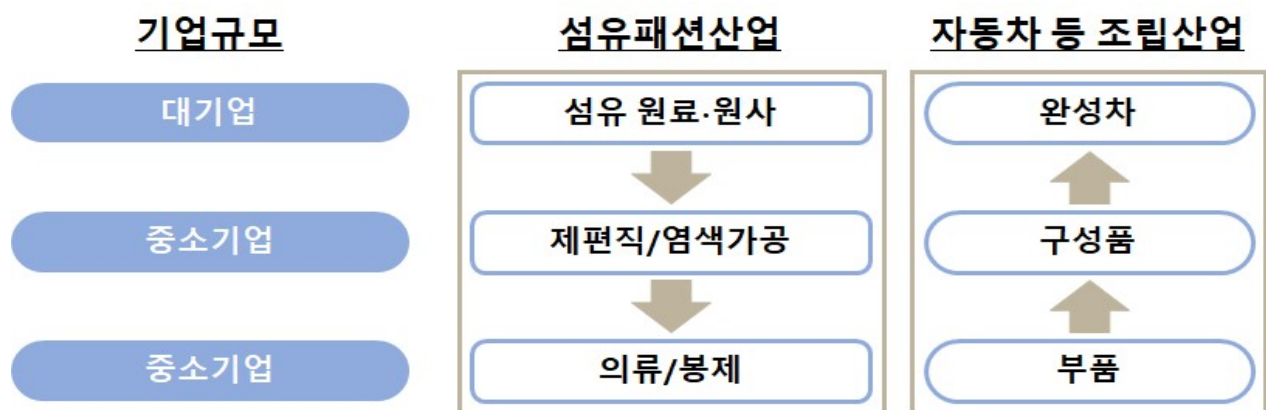 기업규모 섬유패션산업 자동차 등 조립산업
대기업 섬유 원료·원사 완성차
중소기업 제편직/염색가공 구성품
중소기업 의류/봉제 부품